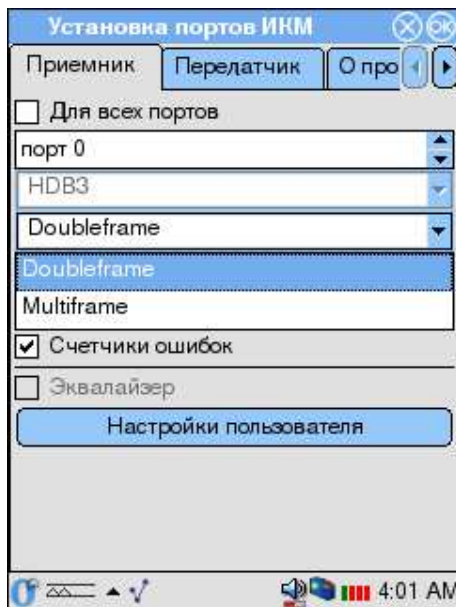 Установка портов ИКМ
OK
Приемник Передатчик О про
Для всех портов
порт 0
HDB3
Doubleframe
Doubleframe
Multiframe
Счетчики ошибок
Эквалайзер
Настройки пользователя
4:01 AM